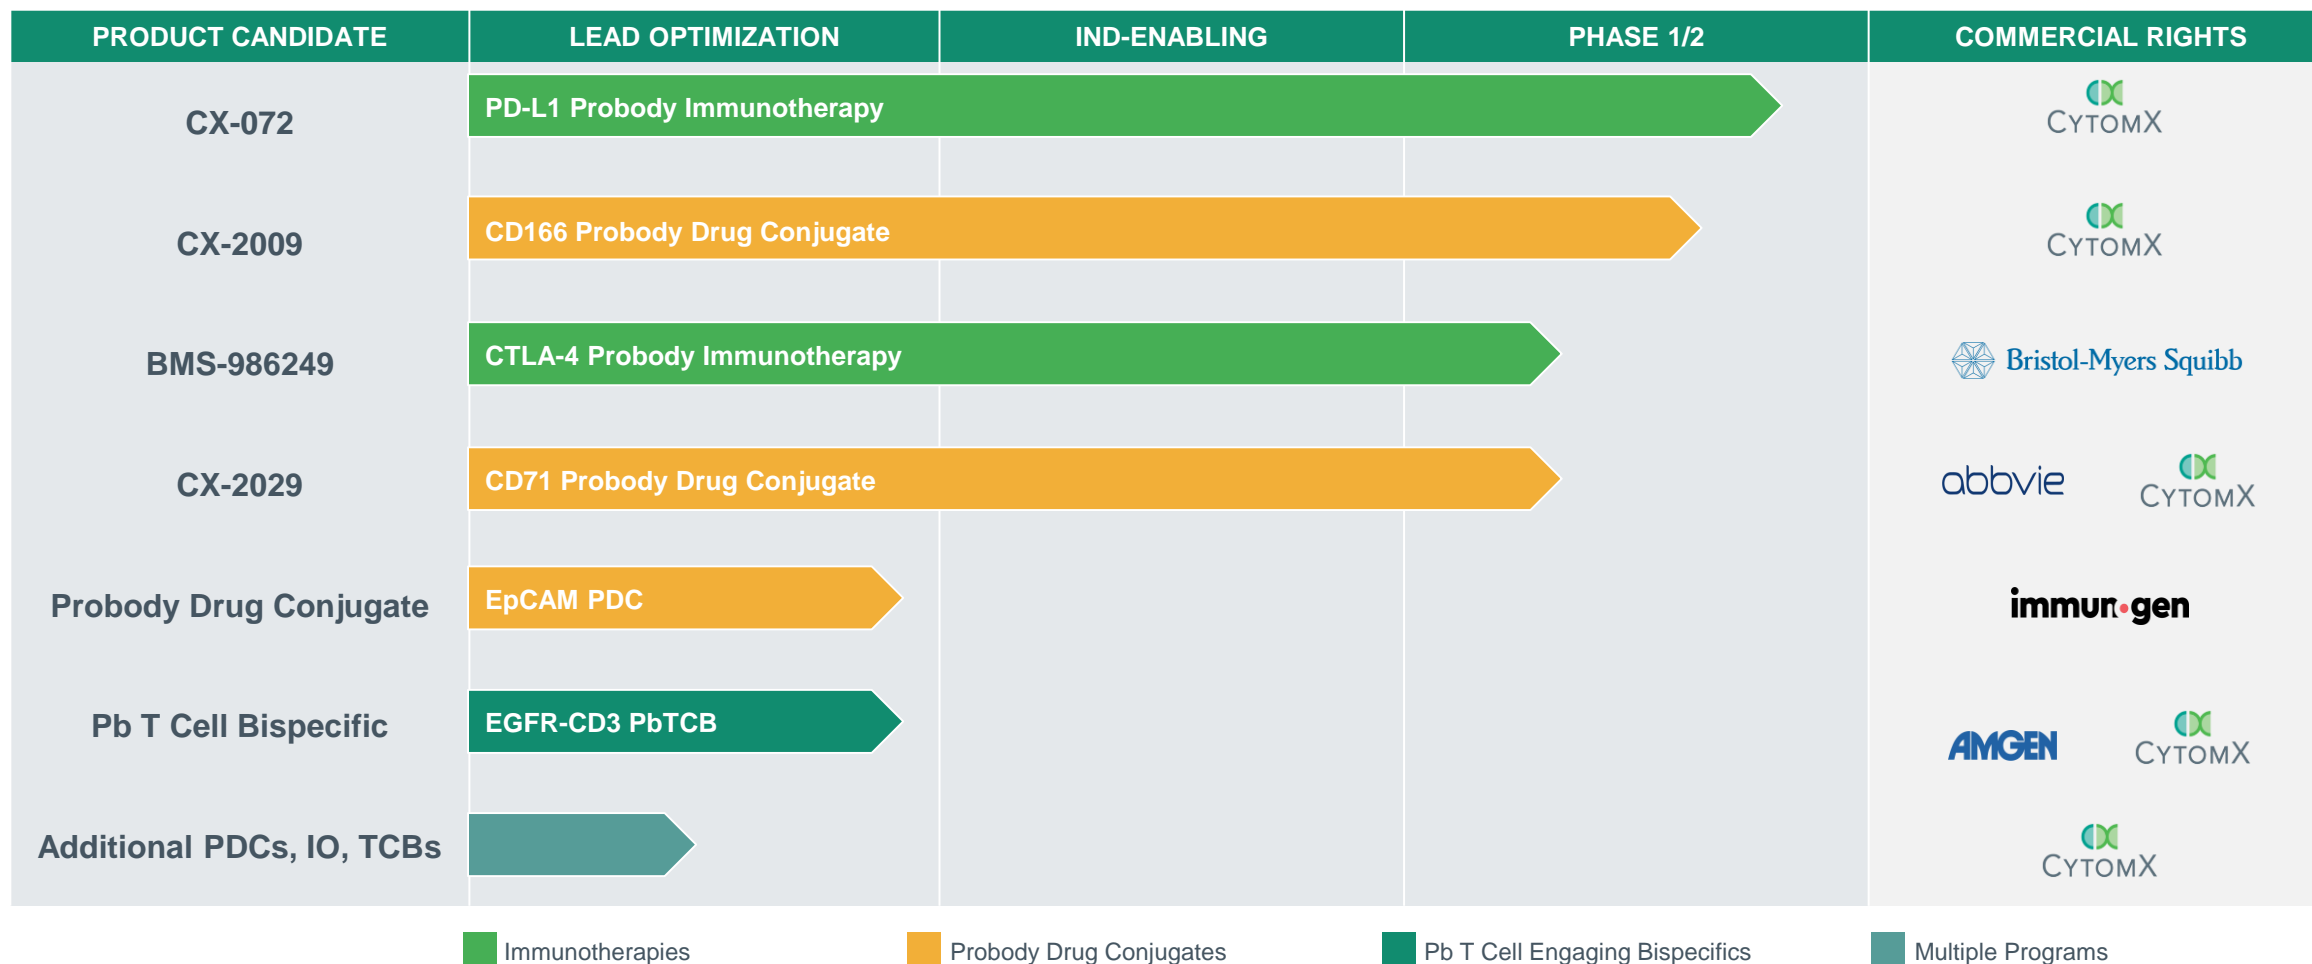 PRODUCT CANDIDATE LEAD OPTIMIZATION IND-ENABLING PHASE 1/2 COMMERCIAL RIGHTS
CX-072 PD-L1 Probody Immunotherapy CYTOMX
CX-2009 CD166 Probody Drug Conjugate CYTOMX
BMS-986249 CTLA-4 Probody Immunotherapy Bristol-Myers Squibb
CX-2029 CD71 Probody Drug Conjugate abbvie CYTOMX
Probody Drug Conjugate EpCAM PDC immunogen
Pb T Cell Bispecific EGFR-CD3 PbTCB AMGEN CYTOMX
Additional PDCs, IO, TCBs CYTOMX
Immunotherapies Probody Drug Conjugates Pb T Cell Engaging Bispecifics Multiple Programs